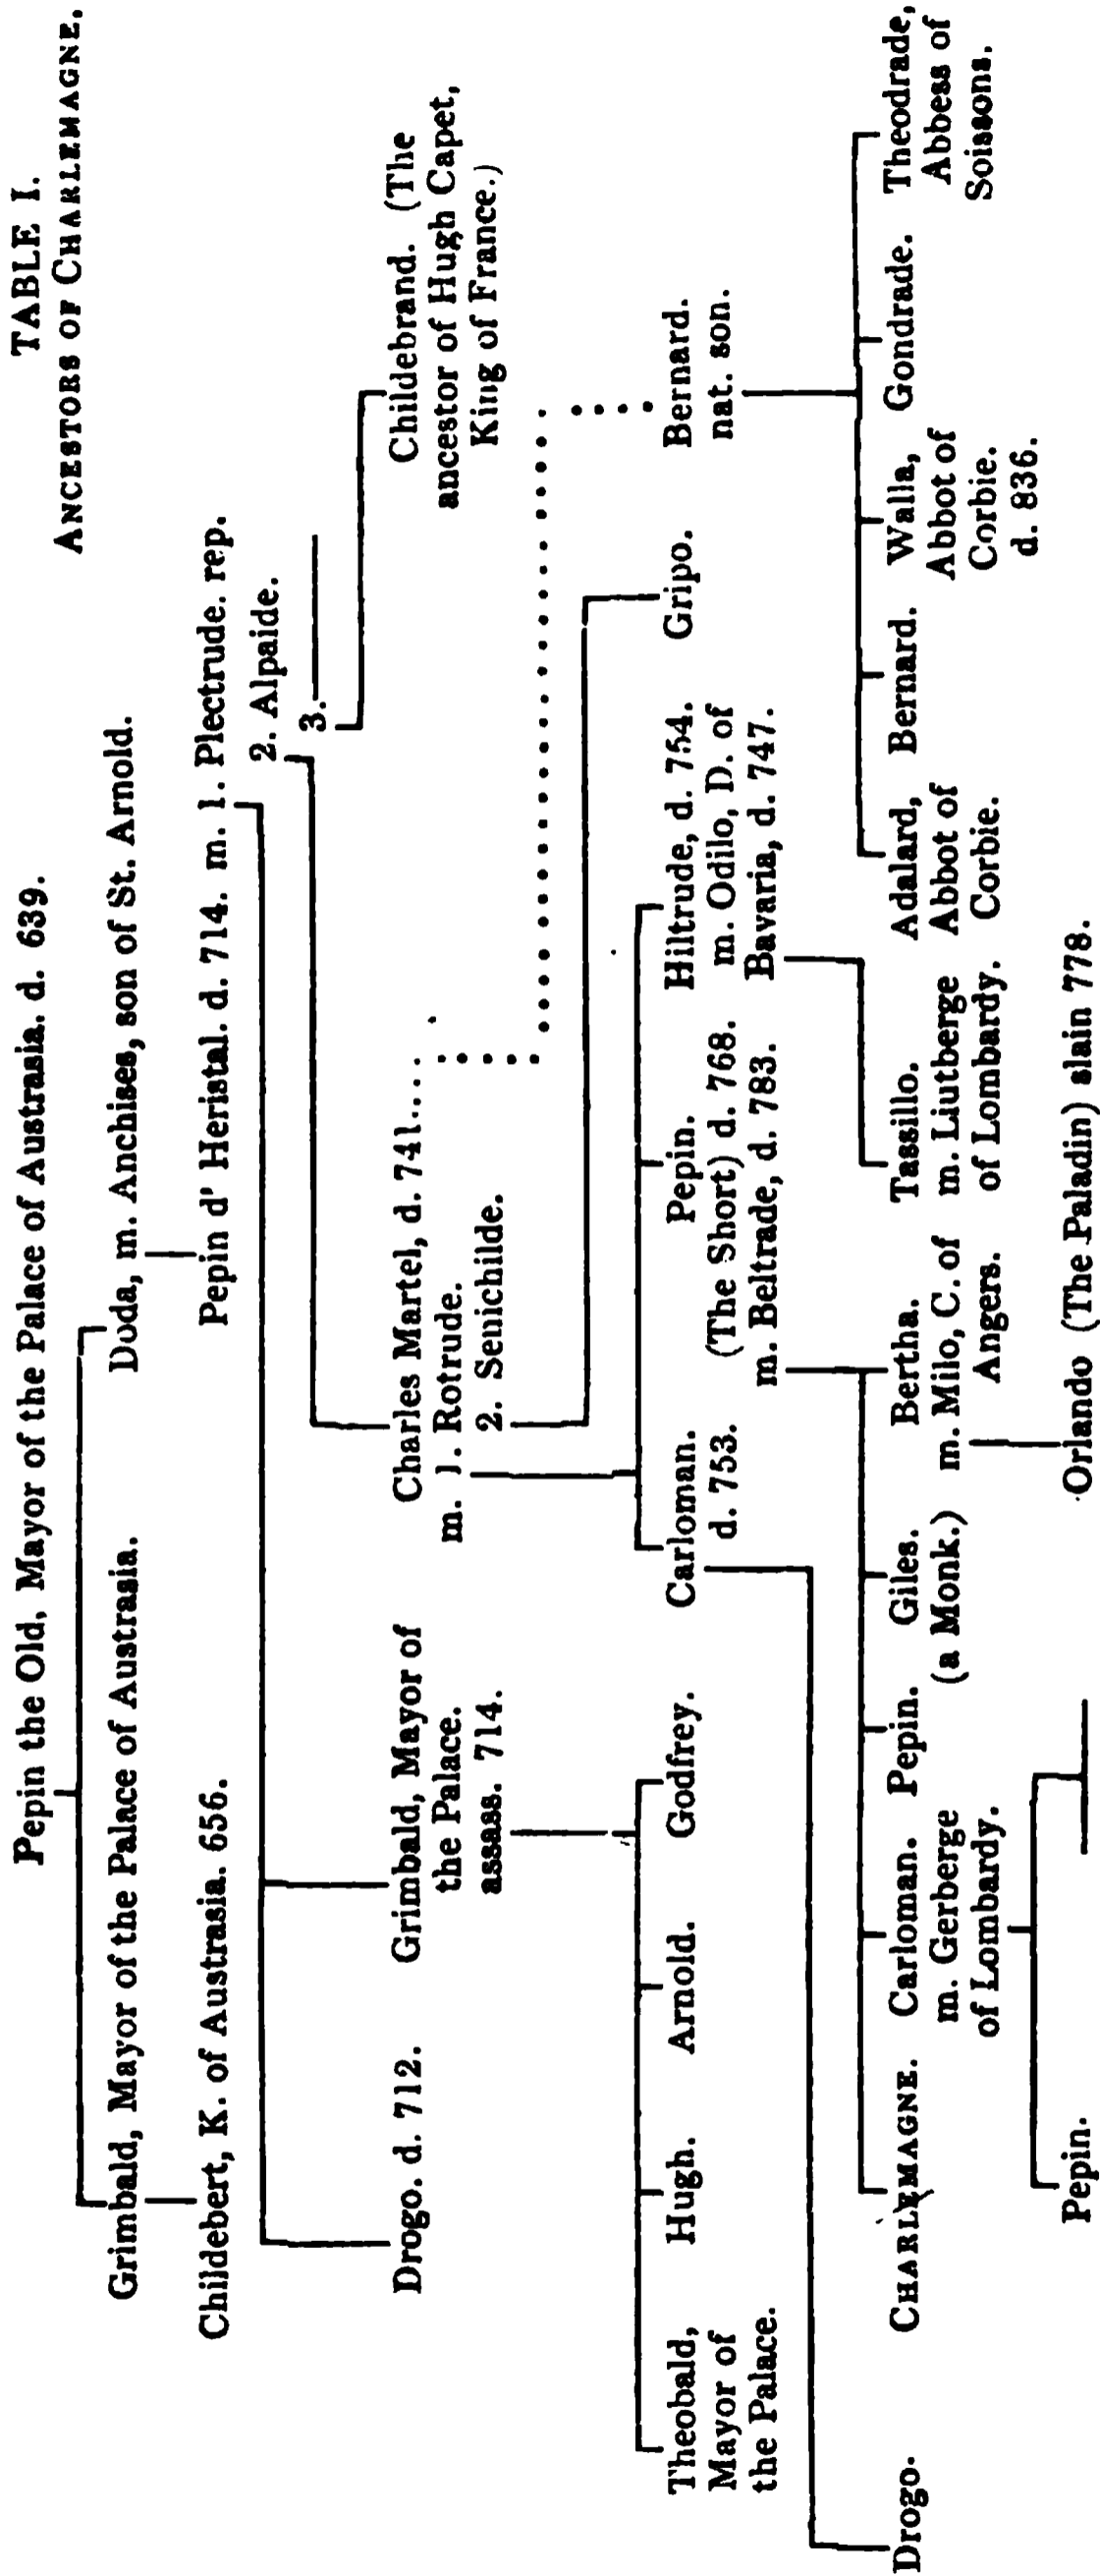 TABLE I.
ANCESTORS OF CHARLEMAGNE.
Pepin the Old, Mayor of the Palace of Austrasia. d. 639.
Grimbald, Mayor of the Palace of Austrasia.
Doda, m. Anchises, son of St. Arnold.
Childebert, K. of Austrasia. 656.
Pepin d' Heristal. d. 714. m. 1. Plectrude. rep.
2. Alpaide.
3.
Drogo. d. 712.
Grimbald, Mayor of
the Palace.
assass. 714.
Charles Martel, d. 741....
m. 1. Rotrude.
2. Senichilde.
Childebrand. (The
ancestor of Hugh Capet,
King of France.)
Theobald,
Mayor of
the Palace.
Hugh.
Arnold.
Godfrey.
Carloman.
d. 753.
Pepin.
(The Short) d. 768.
m. Beltrade, d. 783.
Hiltrude, d. 754.
m. Odilo, D. of
Bavaria, d. 747.
Gripo.
Bernard.
nat. son.
Drogo.
CHARLEMAGNE.
Carloman.
m. Gerberge
of Lombardy.
Pepin.
Giles.
(a Monk.)
Bertha.
m. Milo, C. of
Angers.
Tassillo.
m. Liutberge
of Lombardy.
Adalard,
Abbot of
Corbie.
Bernard.
Walla,
Abbot of
Corbie.
d. 836.
Gondrade.
Theodrade,
Abbess of
Soissons.
Pepin.
Orlando (The Paladin) slain 778.